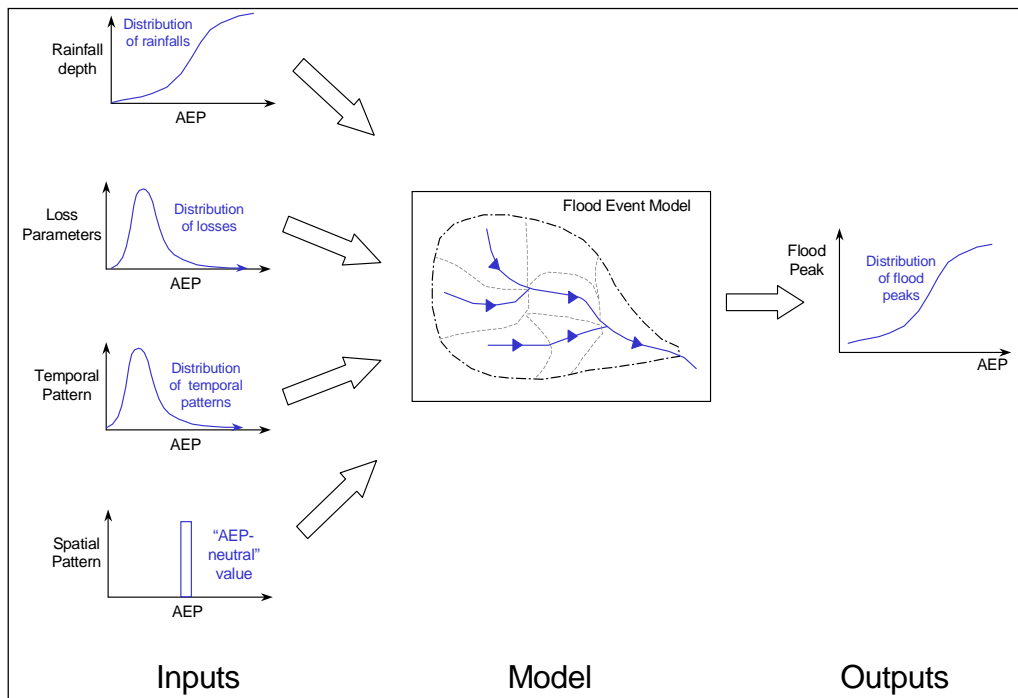 Rainfall
depth
Distribution
of rainfalls
AEP
Loss
Parameters
Distribution
of losses
AEP
Temporal
Pattern
Distribution
of temporal
patterns
AEP
Spatial
Pattern
“AEP-
neutral”
value
AEP
Flood Event Model
Flood
Peak
Distribution
of flood
peaks
AEP
Inputs
Model
Outputs